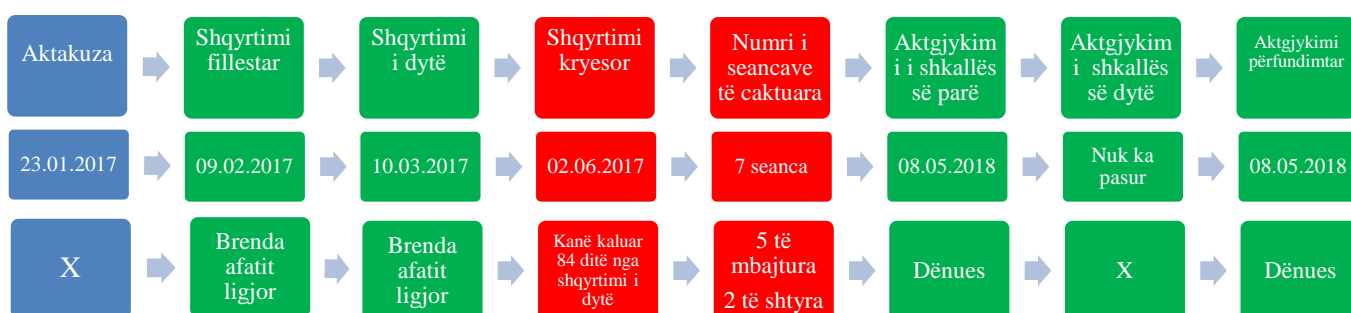 Aktakuza
Shqyrtimi
fillestar
Shqyrtimi
i dytë
Shqyrtimi
kryesor
Numri i
seancave
të caktuara
Aktgjykim
i i shkallës
së parë
Aktgjykim
i shkallës
së dytë
Aktgjykimi
përfundimtar
23.01.2017
09.02.2017
10.03.2017
02.06.2017
7 seanca
08.05.2018
Nuk ka
pasur
08.05.2018
X
Brenda
afatit
ligjor
Brenda
afatit
ligjor
Kanë kaluar
84 ditë nga
shqyrtimi i
dytë
5 të
mbajtura
2 të shtyra
Dënues
X
Dënues